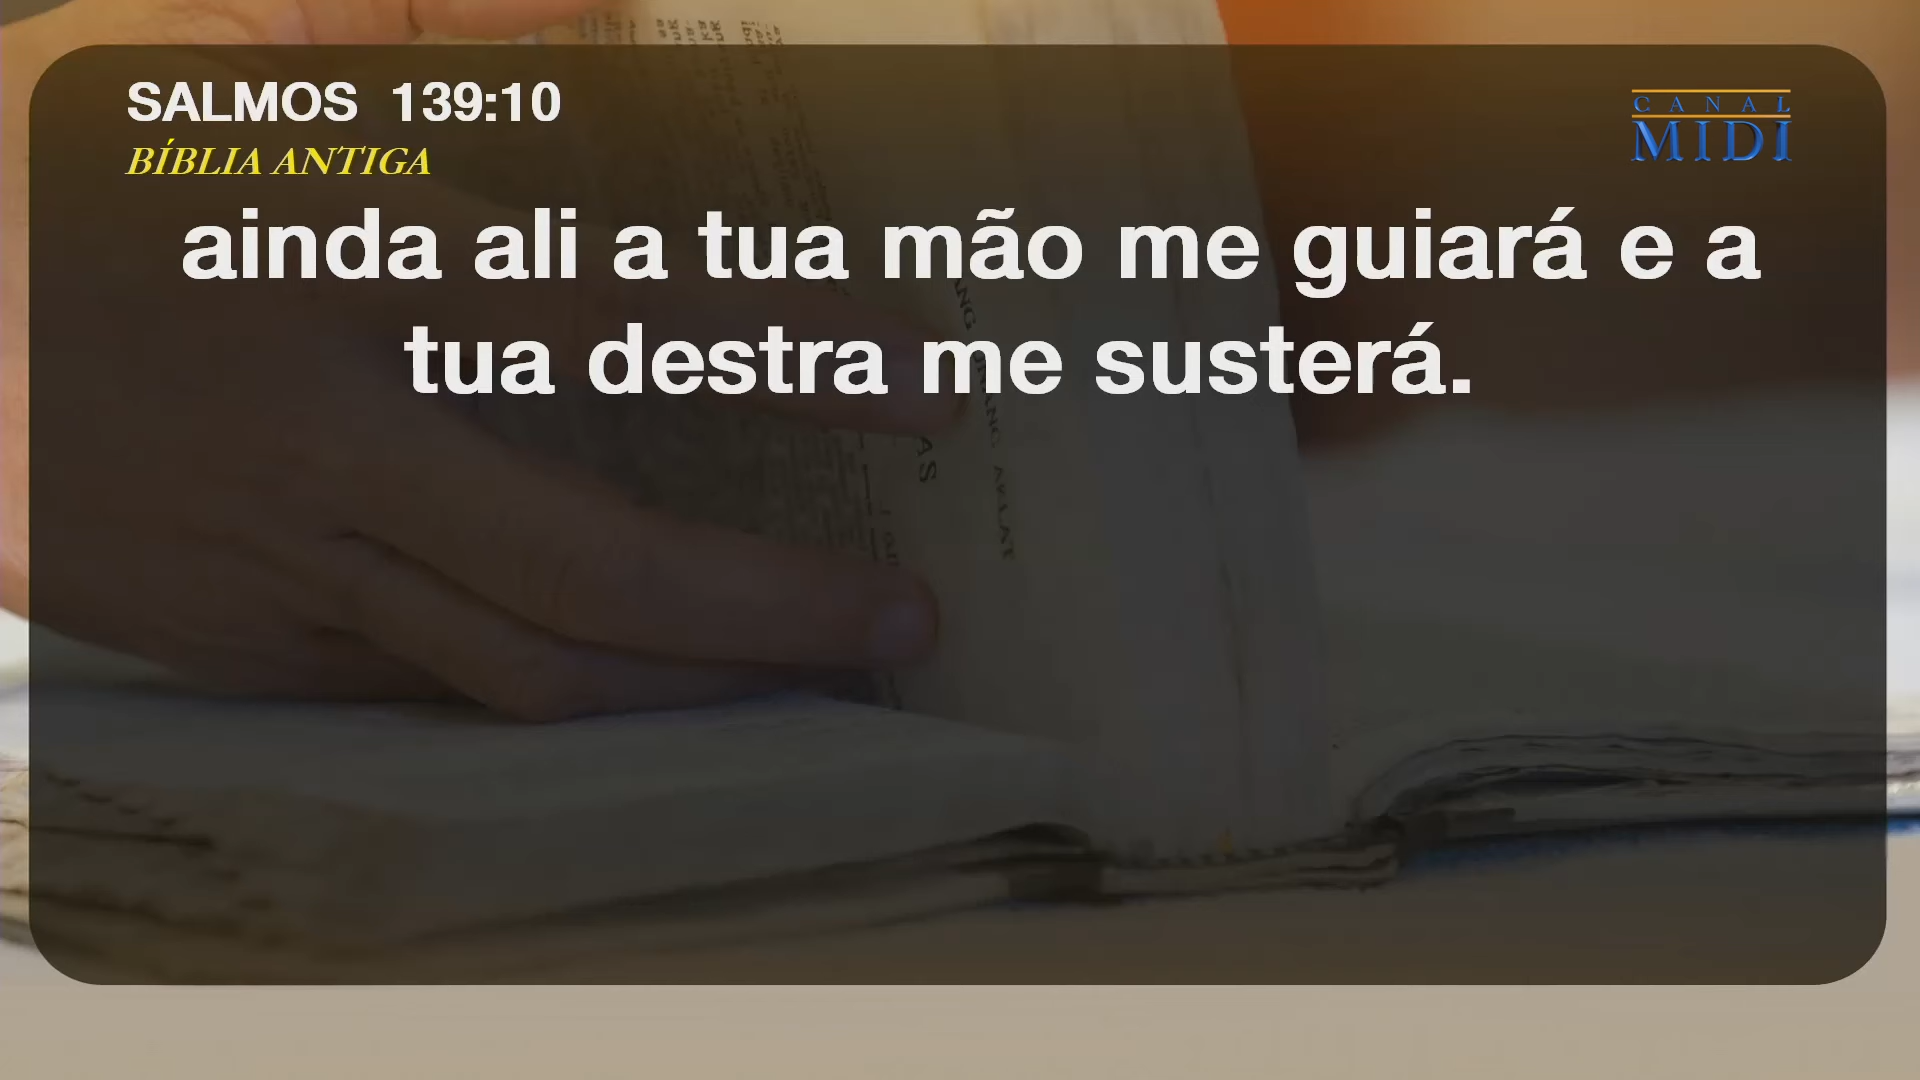 SALMOS 139:10
BÍBLIA ANTIGA
CANAL
MIDI
ainda ali a tua mão me guiará e a
tua destra me susterá.